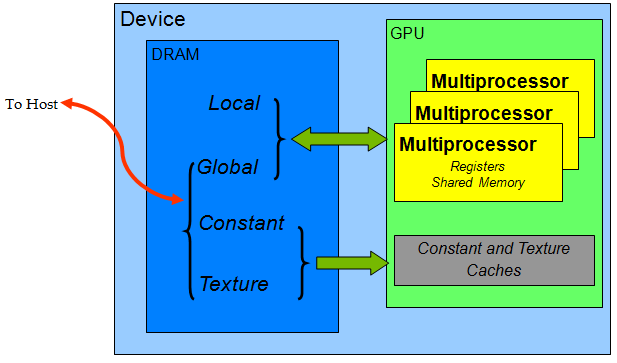 Device
DRAM
GPU
To Host
Local
Global
Constant
Texture
Multiprocessor
Multiprocessor
Multiprocessor
Registers
Shared Memory
Constant and Texture
Caches